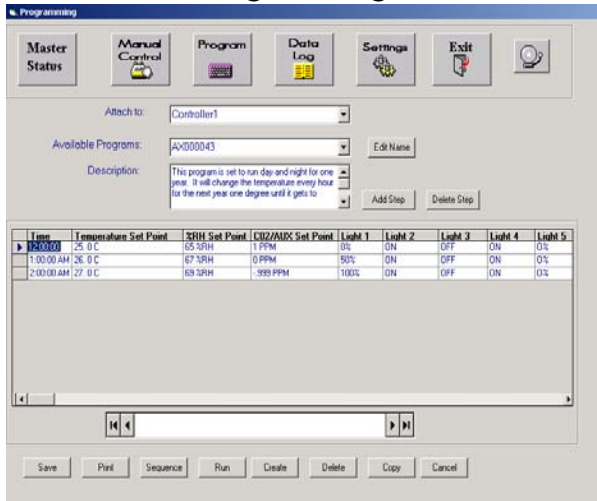 Programming
Master Status
Manual Control
Program
Data Log
Settings
Exit
Attach to:
Controller1
Available Programs:
AX000043
Edit Name
Description:
This program is set to run day and night for one
year. It will change the temperature every hour
for the next year one degree until it gets to
Add Step
Delete Step
Time Temperature Set Point %RH Set Point CO2/AUX Set Point Light 1 Light 2 Light 3 Light 4 Light 5
12:00:00 25. 0 C 65 %RH 1 PPM 0% ON OFF ON 0%
1:00:00 AM 26. 0 C 67 %RH 0 PPM 50% ON OFF ON 0%
2:00:00 AM 27. 0 C 69 %RH -.999 PPM 100% ON OFF ON 0%
Save Print Sequence Run Create Delete Copy Cancel